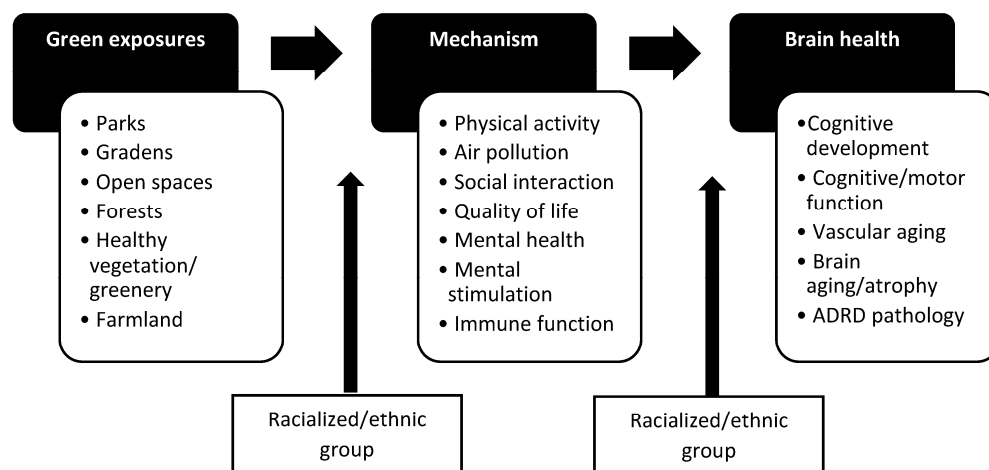 Green exposures
• Parks
• Gradens
• Open spaces
• Forests
• Healthy
vegetation/
greenery
• Farmland
Mechanism
• Physical activity
• Air pollution
• Social interaction
• Quality of life
• Mental health
• Mental
stimulation
• Immune function
Brain health
•Cognitive
development
• Cognitive/motor
function
• Vascular aging
• Brain
aging/atrophy
• ADRD pathology
Racialized/ethnic
group
Racialized/ethnic
group